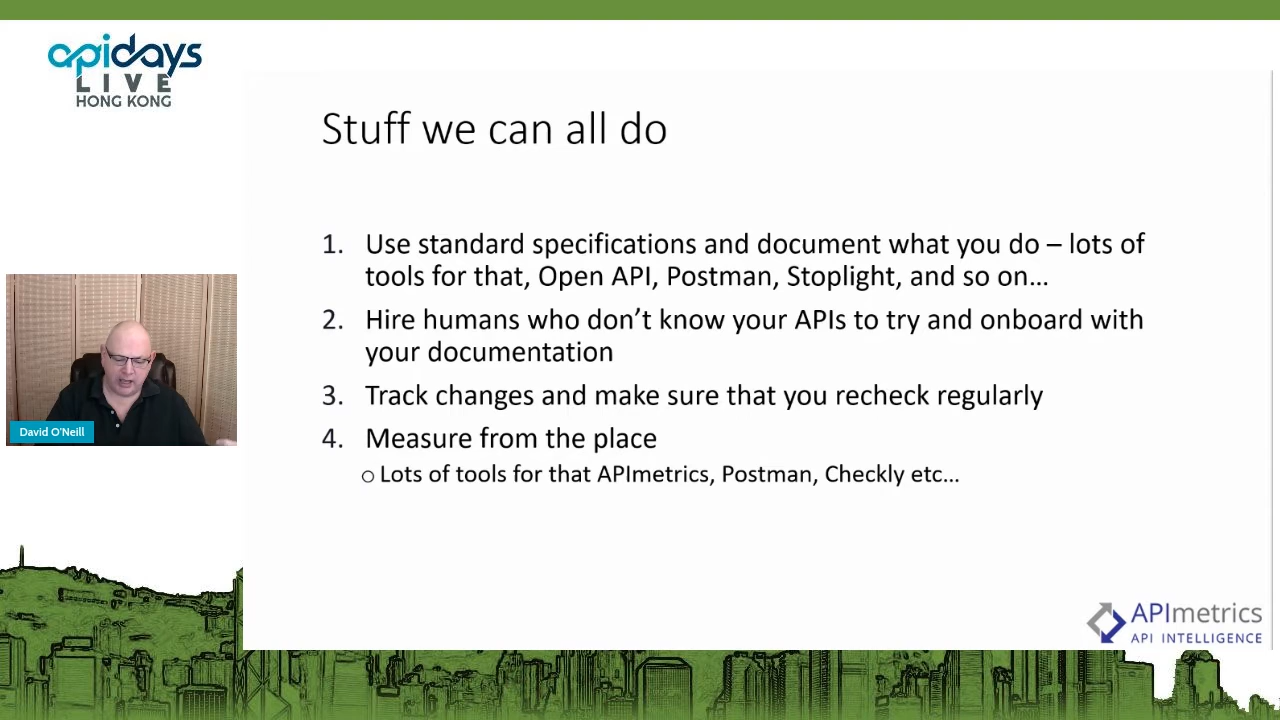 apidays
LIVE
HONG KONG
Stuff we can all do
1. Use standard specifications and document what you do – lots of
tools for that, Open API, Postman, Stoplight, and so on…
2. Hire humans who don’t know your APIs to try and onboard with
your documentation
3. Track changes and make sure that you recheck regularly
4. Measure from the place
○ Lots of tools for that APImetrics, Postman, Checkly etc…
David O'Neill
APImetrics
API INTELLIGENCE